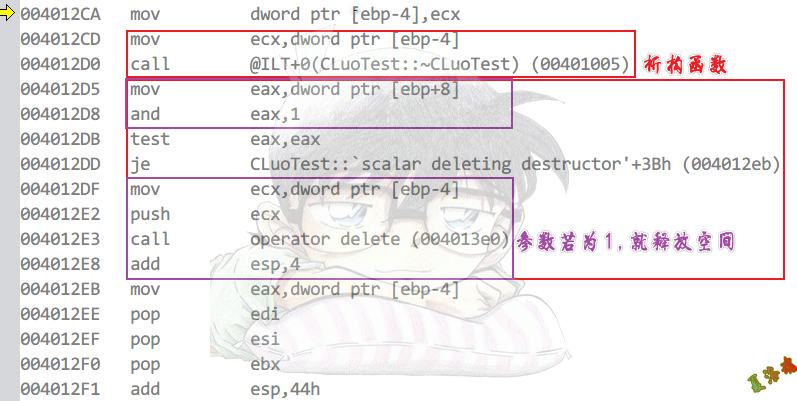 004012CA mov dword ptr [ebp-4],ecx
004012CD mov ecx,dword ptr [ebp-4]
004012D0 call @ILT+0(CLuoTest::~CLuoTest) (00401005) 析构函数
004012D5 mov eax,dword ptr [ebp+8]
004012D8 and eax,1
004012DB test eax,eax
004012DD je CLuoTest::`scalar deleting destructor'+3Bh (004012eb)
004012DF mov ecx,dword ptr [ebp-4]
004012E2 push ecx
004012E3 call operator delete (004013e0) 参数若为1,就释放空间
004012E8 add esp,4
004012EB mov eax,dword ptr [ebp-4]
004012EE pop edi
004012EF pop esi
004012F0 pop ebx
004012F1 add esp,44h